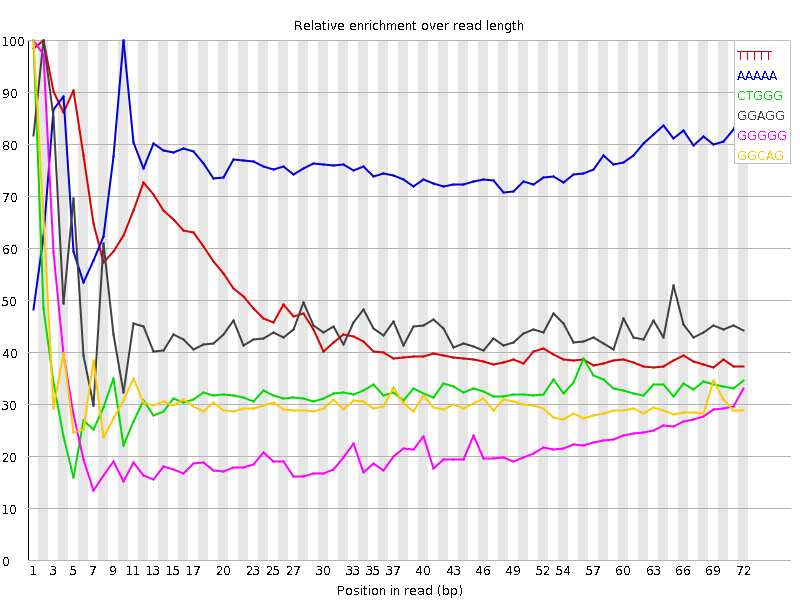 Relative enrichment over read length
100
90
80
70
60
50
40
30
20
10
0
TTTTT
AAAAA
CTGGG
GGAGG
GGGGG
GGCAG
1 3 5 7 9 11 13 15 17 20 23 25 27 30 33 35 37 40 43 46 49 52 54 57 60 63 66 69 72
Position in read (bp)